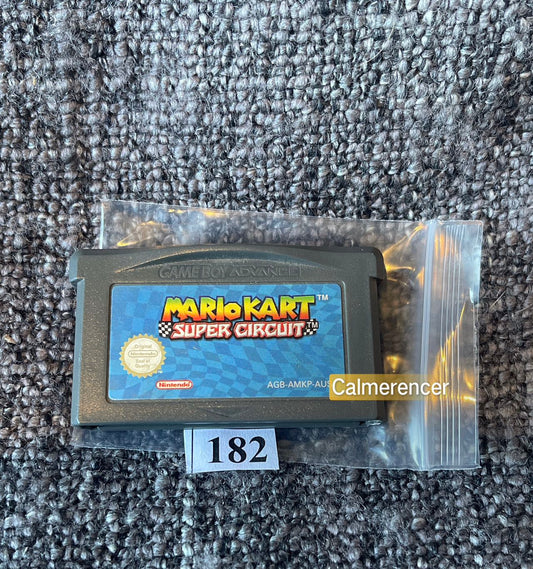 GAME BOY ADVANCE
MARIO KART™
SUPER CIRCUIT™
Original
Nintendo
Seal of
Quality
Nintendo
AGB-AMKP-AUS
Calmerencer
182